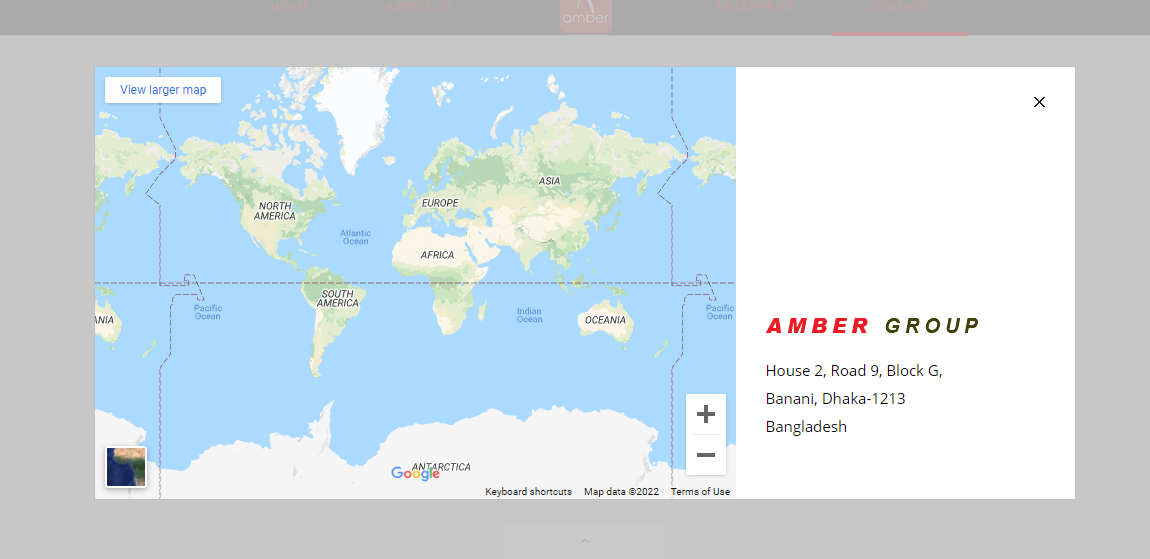 HOME
ABOUT US
amber
ENTERPRISE
CONTACT
View larger map
ASIA
NORTH
AMERICA
EUROPE
Atlantic
Ocean
AFRICA
SOUTH
AMERICA
Pacific
Ocean
Indian
Ocean
OCEANIA
Pacific
Ocean
ANIA
ANTARCTICA
Google
Keyboard shortcuts
Map data ©2022
Terms of Use
AMBER GROUP
House 2, Road 9, Block G,
Banani, Dhaka-1213
Bangladesh